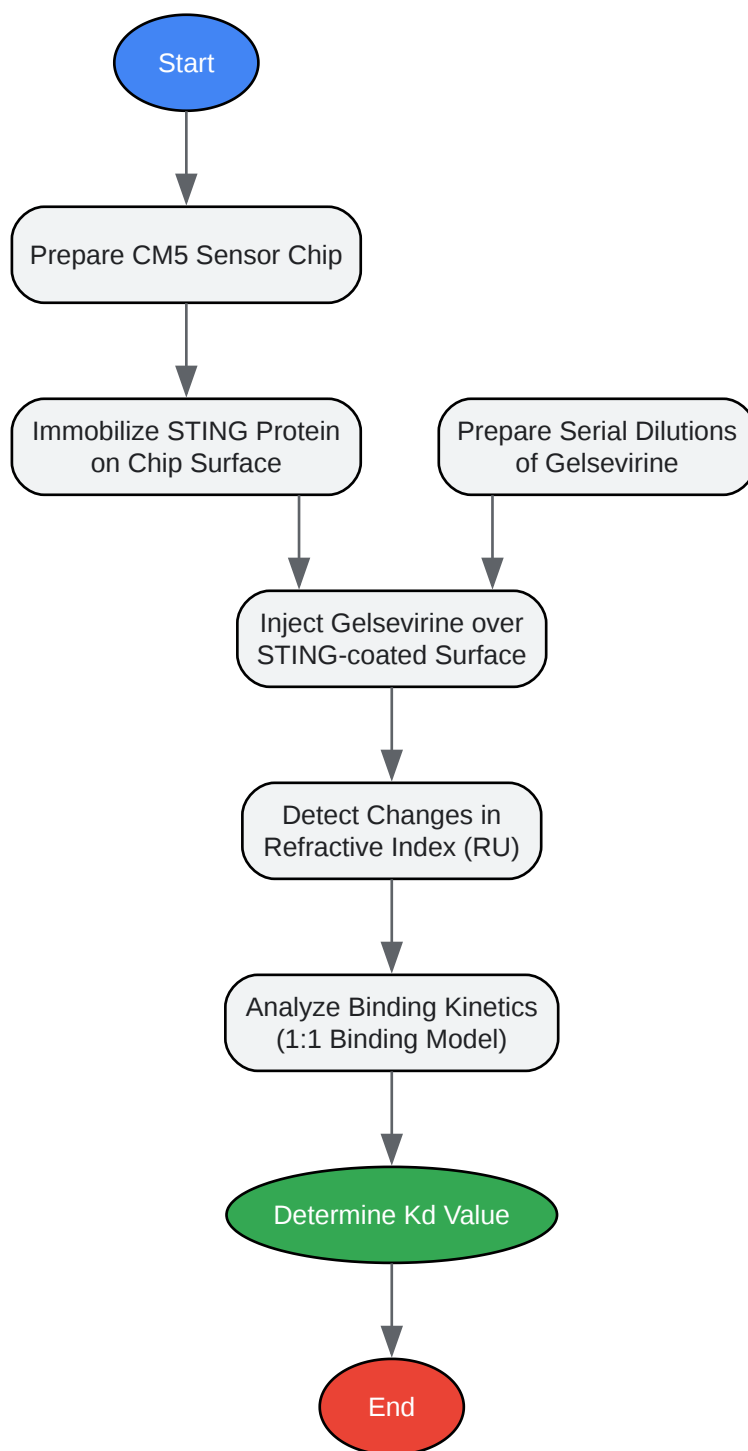 Start
Prepare CM5 Sensor Chip
Immobilize STING Protein
on Chip Surface
Prepare Serial Dilutions
of Gelsevirine
Inject Gelsevirine over
STING-coated Surface
Detect Changes in
Refractive Index (RU)
Analyze Binding Kinetics
(1:1 Binding Model)
Determine Kd Value
End